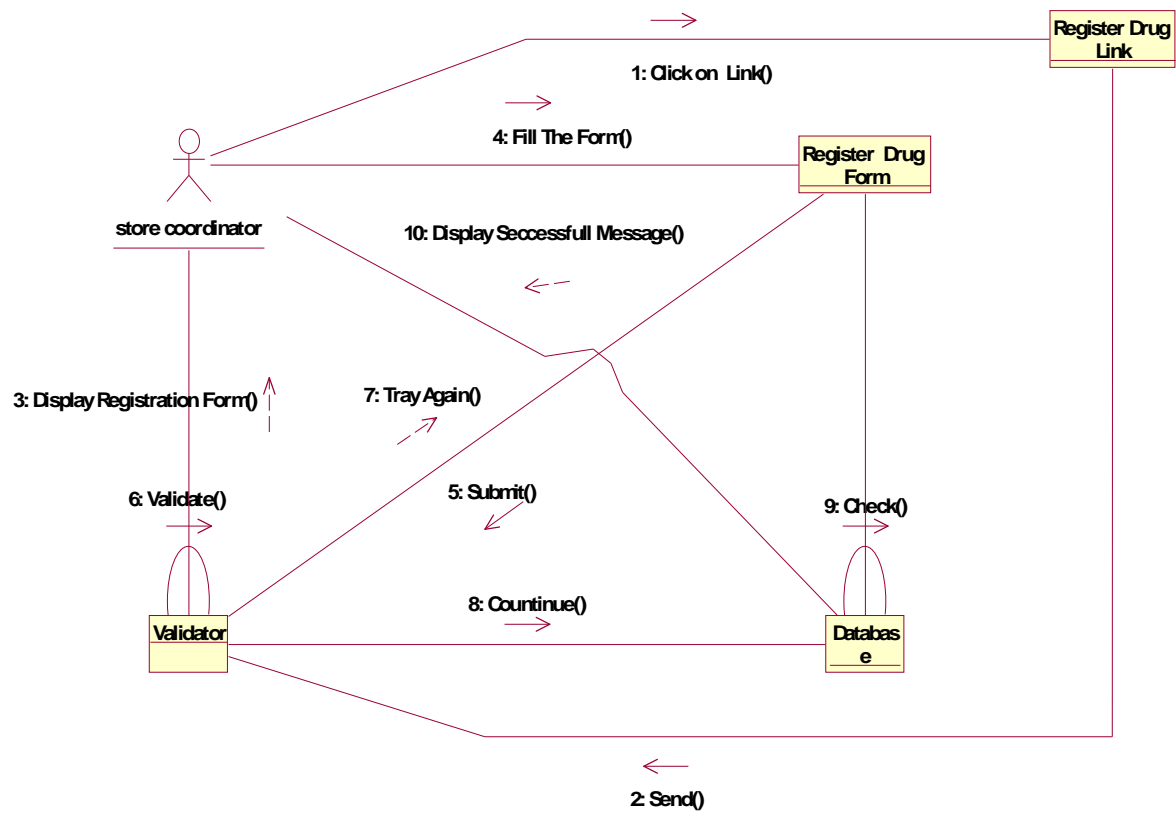 Register Drug
Link
1: Click on Link()
4: Fill The Form()
Register Drug
Form
store coordinator
10: Display Seccessfull Message()
3: Display Registration Form()
7: Tray Again()
6: Validate()
5: Submit()
9: Check()
8: Countinue()
Validator
Databas
e
2: Send()